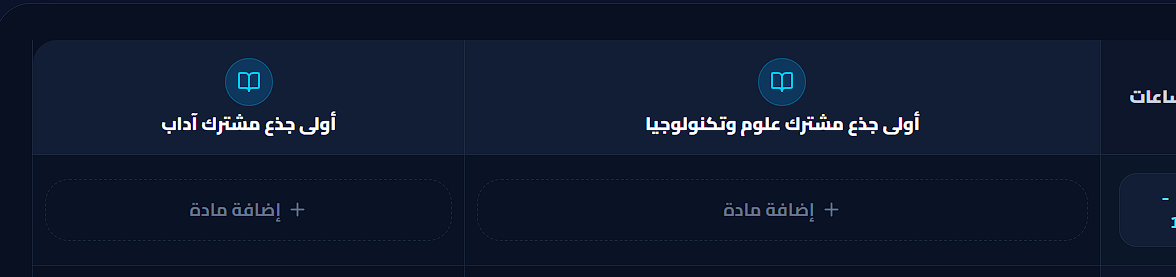 أولى جذع مشترك علوم وتكنولوجيا
أولى جذع مشترك آداب
+ إضافة مادة
+ إضافة مادة